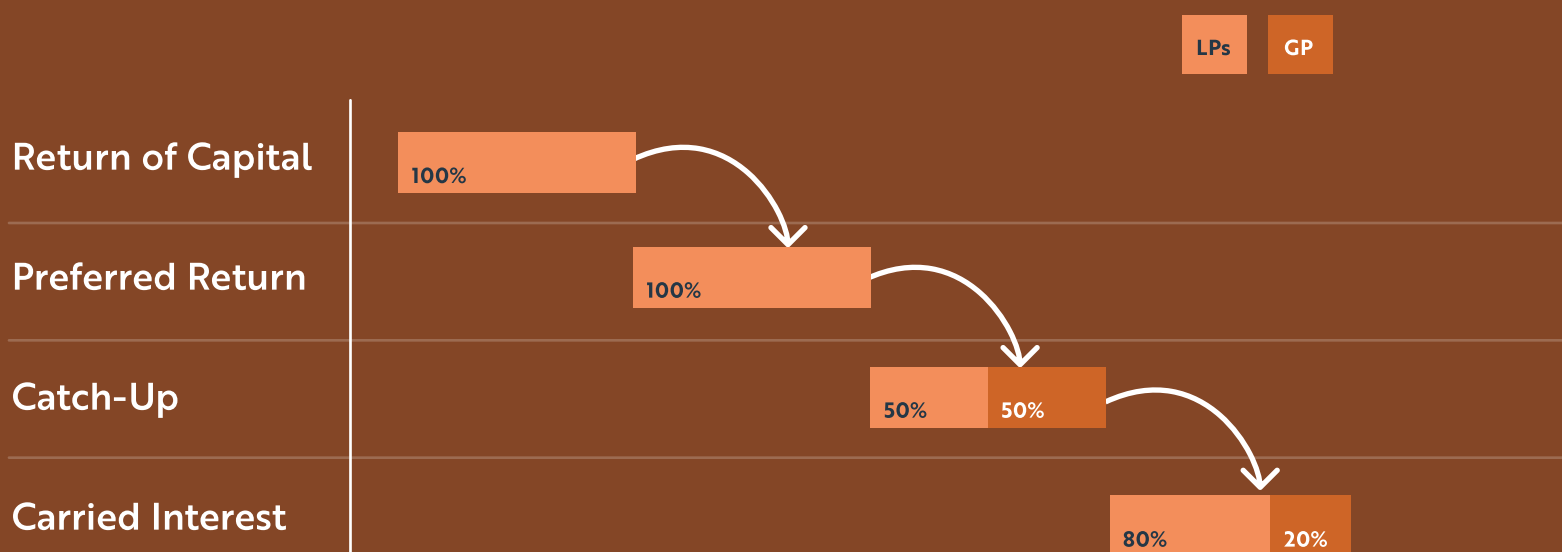 LPs GP
Return of Capital
100%
Preferred Return
100%
Catch-Up
50% 50%
Carried Interest
80% 20%